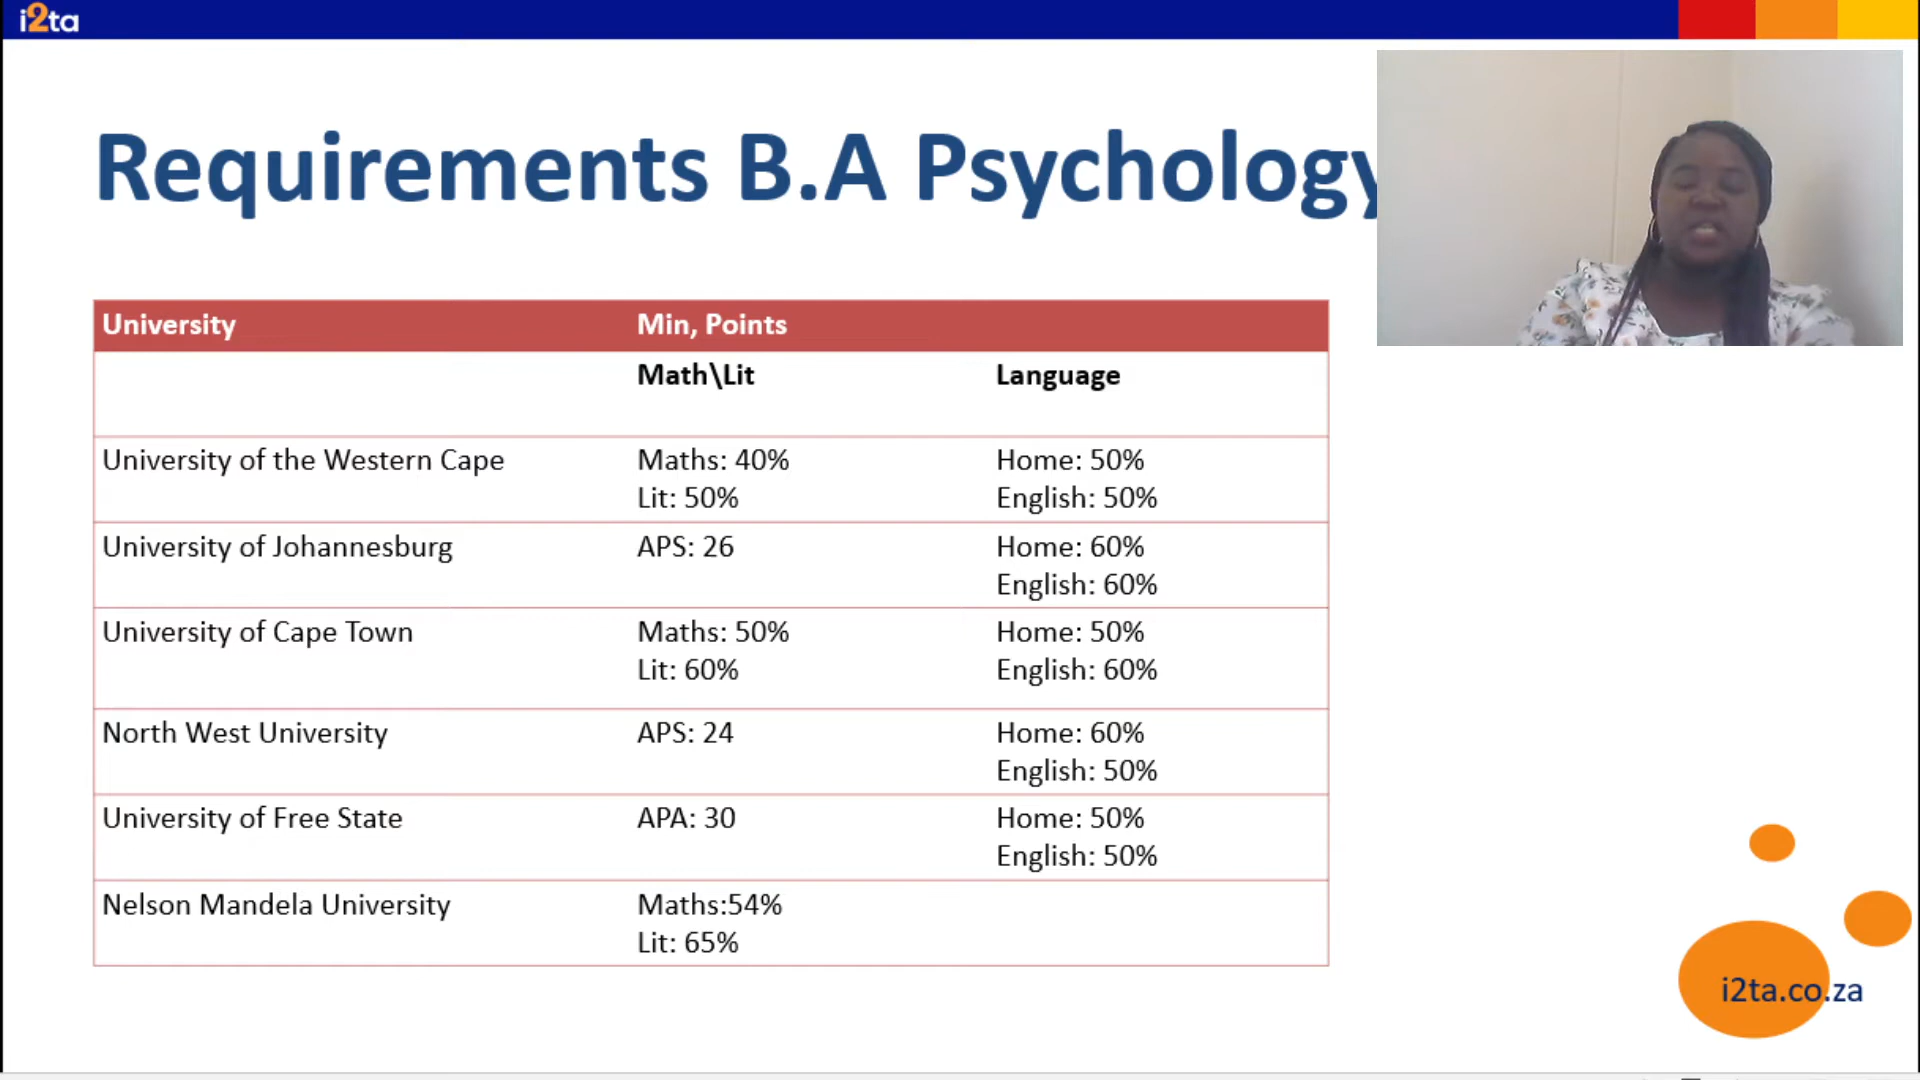 i2ta
Requirements B.A Psychology
University Min, Points
Math\Lit Language
University of the Western Cape Maths: 40% Home: 50%
Lit: 50% English: 50%
University of Johannesburg APS: 26 Home: 60%
English: 60%
University of Cape Town Maths: 50% Home: 50%
Lit: 60% English: 60%
North West University APS: 24 Home: 60%
English: 50%
University of Free State APA: 30 Home: 50%
English: 50%
Nelson Mandela University Maths:54%
Lit: 65%
i2ta.co.za